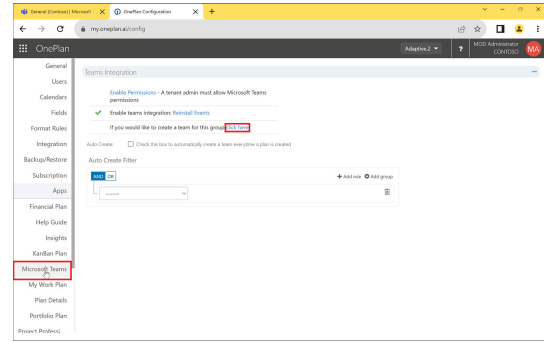 General (Contoso) | Microsoft
OnePlan Configuration
my.oneplan.ai/config
OnePlan
Adaptive.2
?
MOD Administrator
CONTOSO
MA
General
Users
Calendars
Fields
Format Rules
Integration
Backup/Restore
Subscription
Apps
Financial Plan
Help Guide
Insights
KanBan Plan
Microsoft Teams
My Work Plan
Plan Details
Portfolio Plan
Project Professi...
Teams Integration
Enable Permissions - A tenant admin must allow Microsoft Teams
permissions
Enable teams integration: Reinstall Events
If you would like to create a team for this group click here
Auto Create: Check this box to automatically create a team everytime a plan is created
Auto Create Filter
AND OR
Add rule Add group
------